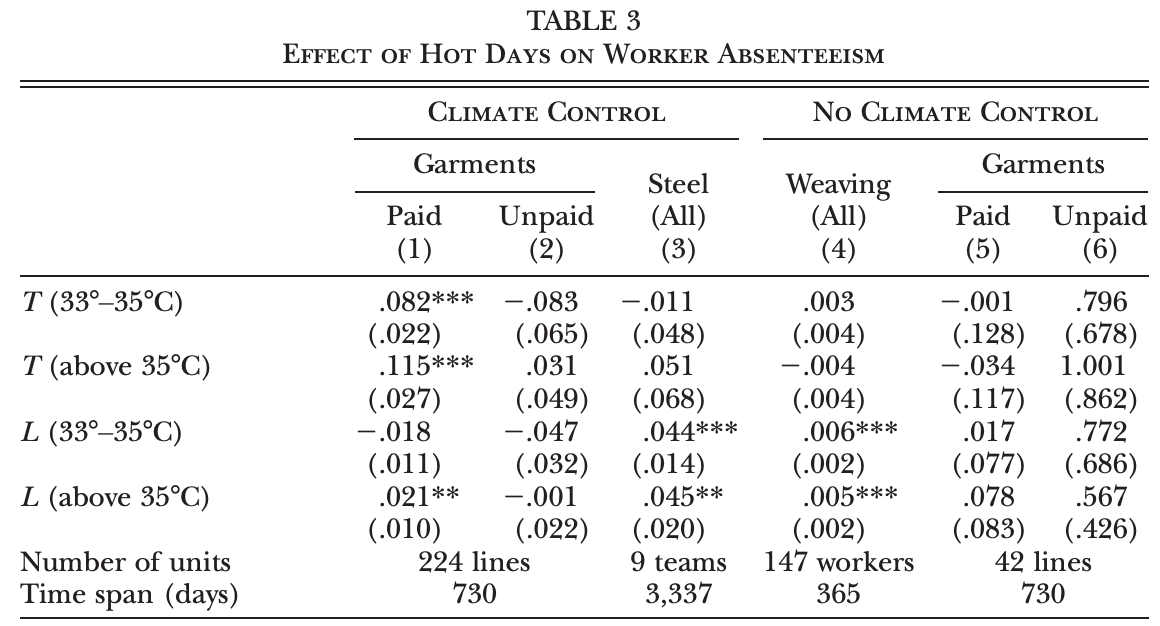 TABLE 3
Effect of Hot Days on Worker Absenteeism
Climate Control No Climate Control
Garments Garments
Steel Weaving
Paid Unpaid (All) (All) Paid Unpaid
(1) (2) (3) (4) (5) (6)
T (33°–35°C) .082*** −.083 −.011 .003 −.001 .796
(.022) (.065) (.048) (.004) (.128) (.678)
T (above 35°C) .115*** .031 .051 −.004 −.034 1.001
(.027) (.049) (.068) (.004) (.117) (.862)
L (33°–35°C) −.018 −.047 .044*** .006*** .017 .772
(.011) (.032) (.014) (.002) (.077) (.686)
L (above 35°C) .021** −.001 .045** .005*** .078 .567
(.010) (.022) (.020) (.002) (.083) (.426)
Number of units 224 lines 9 teams 147 workers 42 lines
Time span (days) 730 3,337 365 730